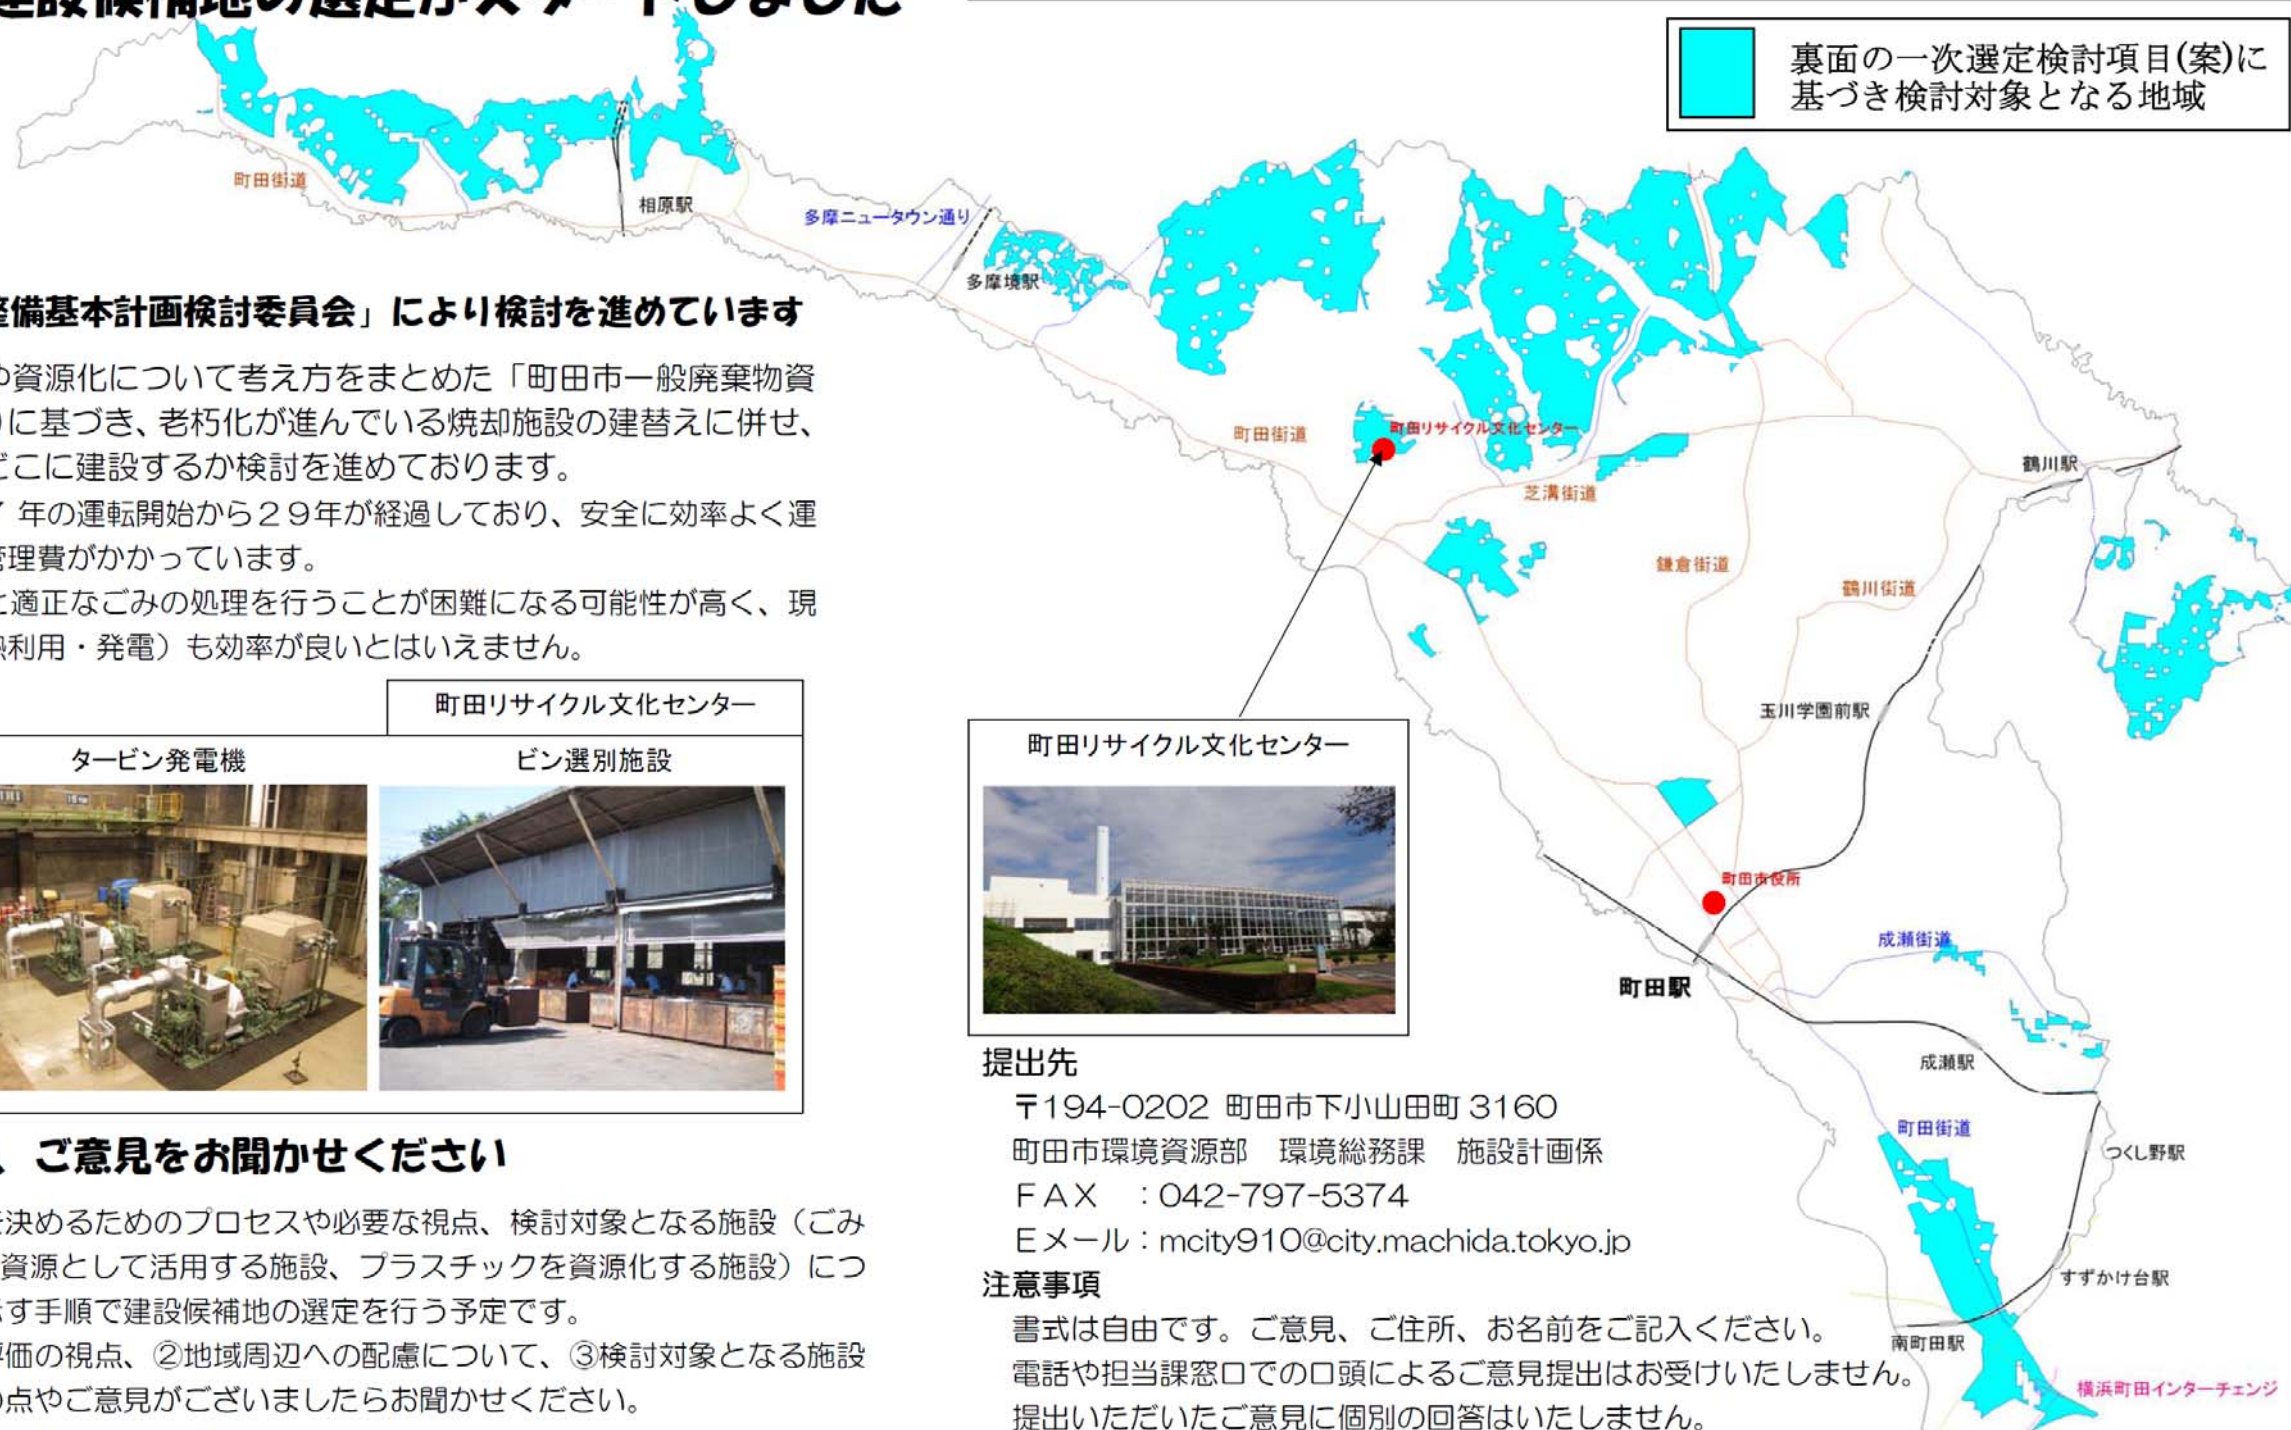 建設候補地の選定がスタートしました
整備基本計画検討委員会」により検討を進めています
や資源化について考え方をまとめた「町田市一般廃棄物資
)に基づき、老朽化が進んでいる焼却施設の建替えに併せ、
どこに建設するか検討を進めております。
年の運転開始から２９年が経過しており、安全に効率よく運
管理費がかかっています。
と適正なごみの処理を行うことが困難になる可能性が高く、現
熱利用・発電）も効率が良いとはいえません。
町田リサイクル文化センター
タービン発電機
ビン選別施設
、ご意見をお聞かせください
を決めるためのプロセスや必要な視点、検討対象となる施設（ごみ
資源として活用する施設、プラスチックを資源化する施設）につ
示す手順で建設候補地の選定を行う予定です。
評価の視点、②地域周辺への配慮について、③検討対象となる施設
の点やご意見がございましたらお聞かせください。
裏面の一次選定検討項目(案)に
基づき検討対象となる地域
町田街道
相原駅
多摩ニュータウン通り
多摩境駅
町田街道
町田リサイクル文化センター
芝溝街道
鶴川駅
鎌倉街道
鶴川街道
玉川学園前駅
町田市役所
町田駅
成瀬街道
成瀬駅
町田街道
つくし野駅
すずかけ台駅
南町田駅
横浜町田インターチェンジ
町田リサイクル文化センター
提出先
〒194-0202 町田市下小山田町 3160
町田市環境資源部　環境総務課　施設計画係
ＦＡＸ　：042-797-5374
Ｅメール：mcity910@city.machida.tokyo.jp
注意事項
書式は自由です。ご意見、ご住所、お名前をご記入ください。
電話や担当課窓口での口頭によるご意見提出はお受けいたしません。
提出いただいたご意見に個別の回答はいたしません。